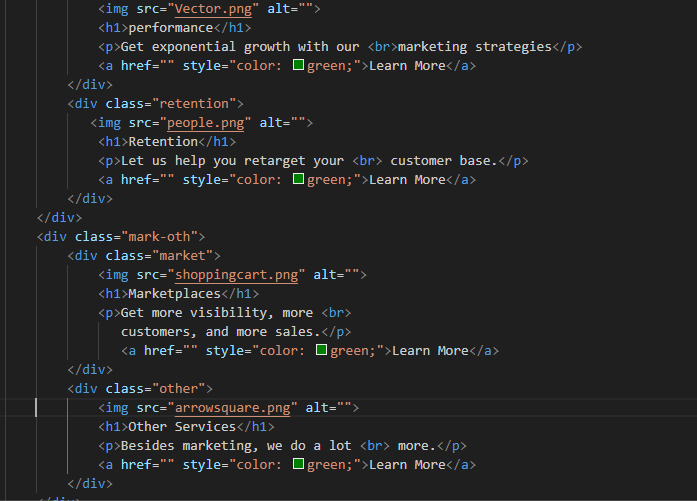 <img src="Vector.png" alt="">
<h1>performance</h1>
<p>Get exponential growth with our <br>marketing strategies</p>
<a href="" style="color: green;">Learn More</a>
</div>
<div class="retention">
<img src="people.png" alt="">
<h1>Retention</h1>
<p>Let us help you retarget your <br> customer base.</p>
<a href="" style="color: green;">Learn More</a>
</div>
</div>
<div class="mark-oth">
<div class="market">
<img src="shoppingcart.png" alt="">
<h1>Marketplaces</h1>
<p>Get more visibility, more <br>
customers, and more sales.</p>
<a href="" style="color: green;">Learn More</a>
</div>
<div class="other">
<img src="arrowsquare.png" alt="">
<h1>Other Services</h1>
<p>Besides marketing, we do a lot <br> more.</p>
<a href="" style="color: green;">Learn More</a>
</div>